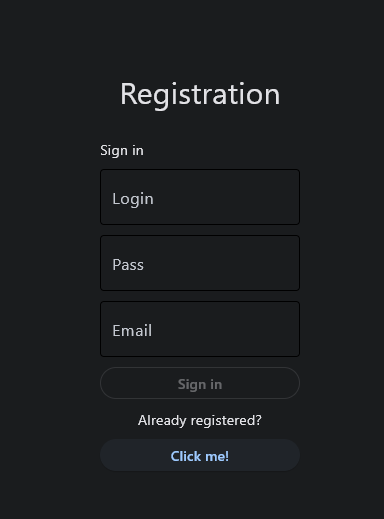 Registration
Sign in
Login
Pass
Email
Sign in
Already registered?
Click me!